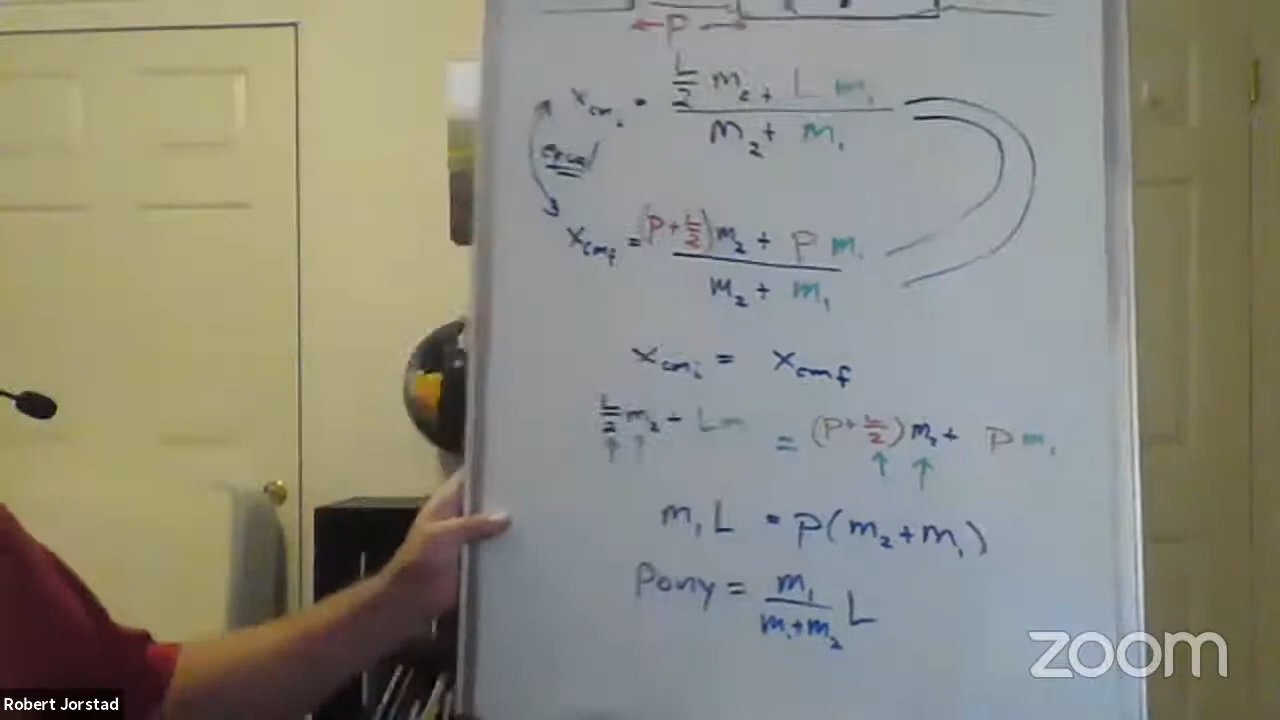 ← P →
x_cm_i = (L/2 m_2 + L m_1) / (m_2 + m_1)
equal
x_cm_f = ((P + L/2) m_2 + P m_1) / (m_2 + m_1)
x_cm_i = x_cm_f
L/2 m_2 + L m = (P + L/2) m_2 + P m_1
↑ ↑ ↑ ↑
m_1 L = P(m_2 + m_1)
Pony = m_1 / (m_1 + m_2) L
zoom
Robert Jorstad